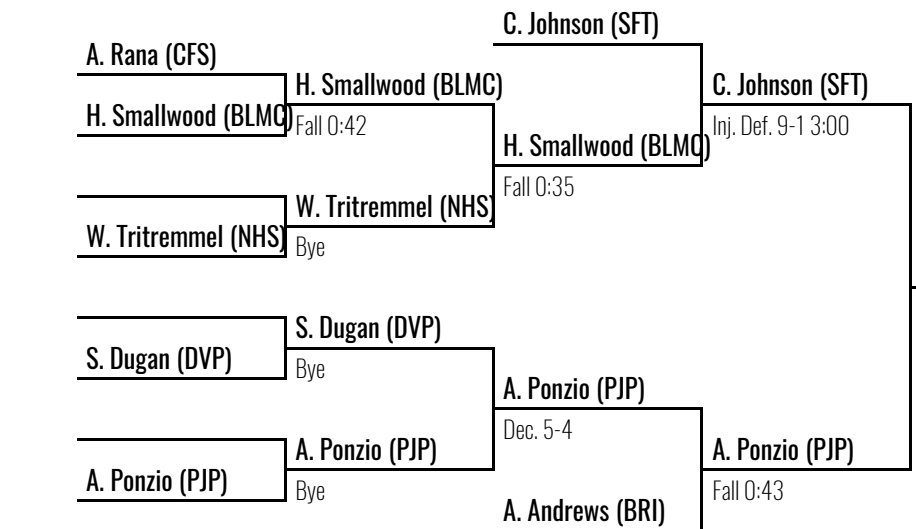 C. Johnson (SFT)
A. Rana (CFS)
H. Smallwood (BLMC)
C. Johnson (SFT)
H. Smallwood (BLMC)
Fall 0:42
Inj. Def. 9-1 3:00
H. Smallwood (BLMC)
Fall 0:35
W. Tritremmel (NHS)
W. Tritremmel (NHS)
Bye
S. Dugan (DVP)
S. Dugan (DVP)
Bye
A. Ponzio (PJP)
Dec. 5-4
A. Ponzio (PJP)
A. Ponzio (PJP)
A. Ponzio (PJP)
Bye
Fall 0:43
A. Andrews (BRI)